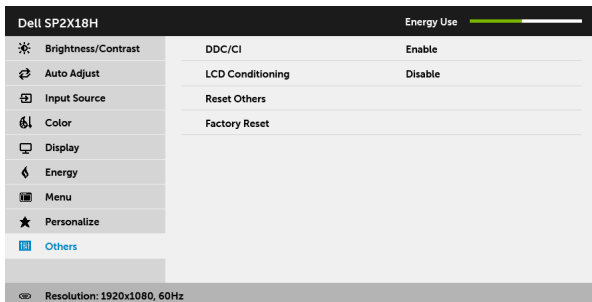 Dell SP2X18H Energy Use
Brightness/Contrast DDC/CI Enable
Auto Adjust LCD Conditioning Disable
Input Source Reset Others
Color Factory Reset
Display
Energy
Menu
Personalize
Others
Resolution: 1920x1080, 60Hz